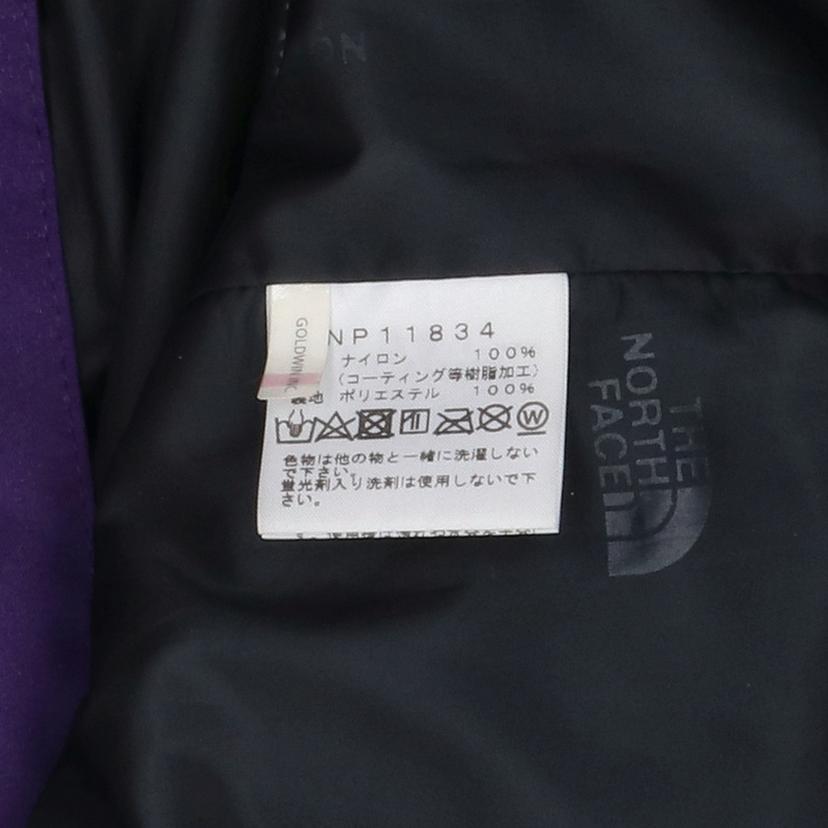 NP11834
ナイロン 100%
(コーティング等樹脂加工)
裏地 ポリエステル 100%
W
色物は他の物と一緒に洗濯しない
で下さい。
蛍光剤入り洗剤は使用しないで下
さい。
GOLDWIN INC
THE
NORTH
FACE